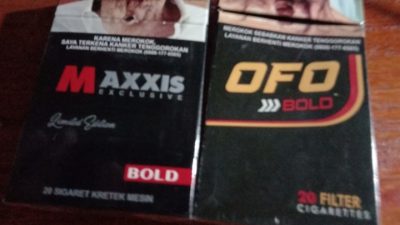 KARENA MEROKOK,
SAYA TERKENA KANKER TENGGOROKAN
LAYANAN BERHENTI MEROKOK (0800-177-6565)
MAXXIS
EXCLUSIVE
Limited Edition
BOLD
20 SIGARET KRETEK MESIN
MEROKOK SEBABKAN KANKER TENGGOROKAN
LAYANAN BERHENTI MEROKOK (0800-177-6565)
OFO
BOLD
20 FILTER
CIGARETTES